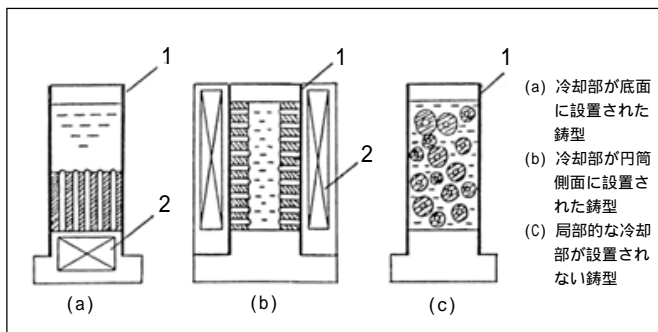 1
2
(a)
1
2
(b)
1
(c)
(a) 冷却部が底面
に設置された
鋳型
(b) 冷却部が円筒
側面に設置さ
れた鋳型
(C) 局部的な冷却
部が設置され
ない鋳型